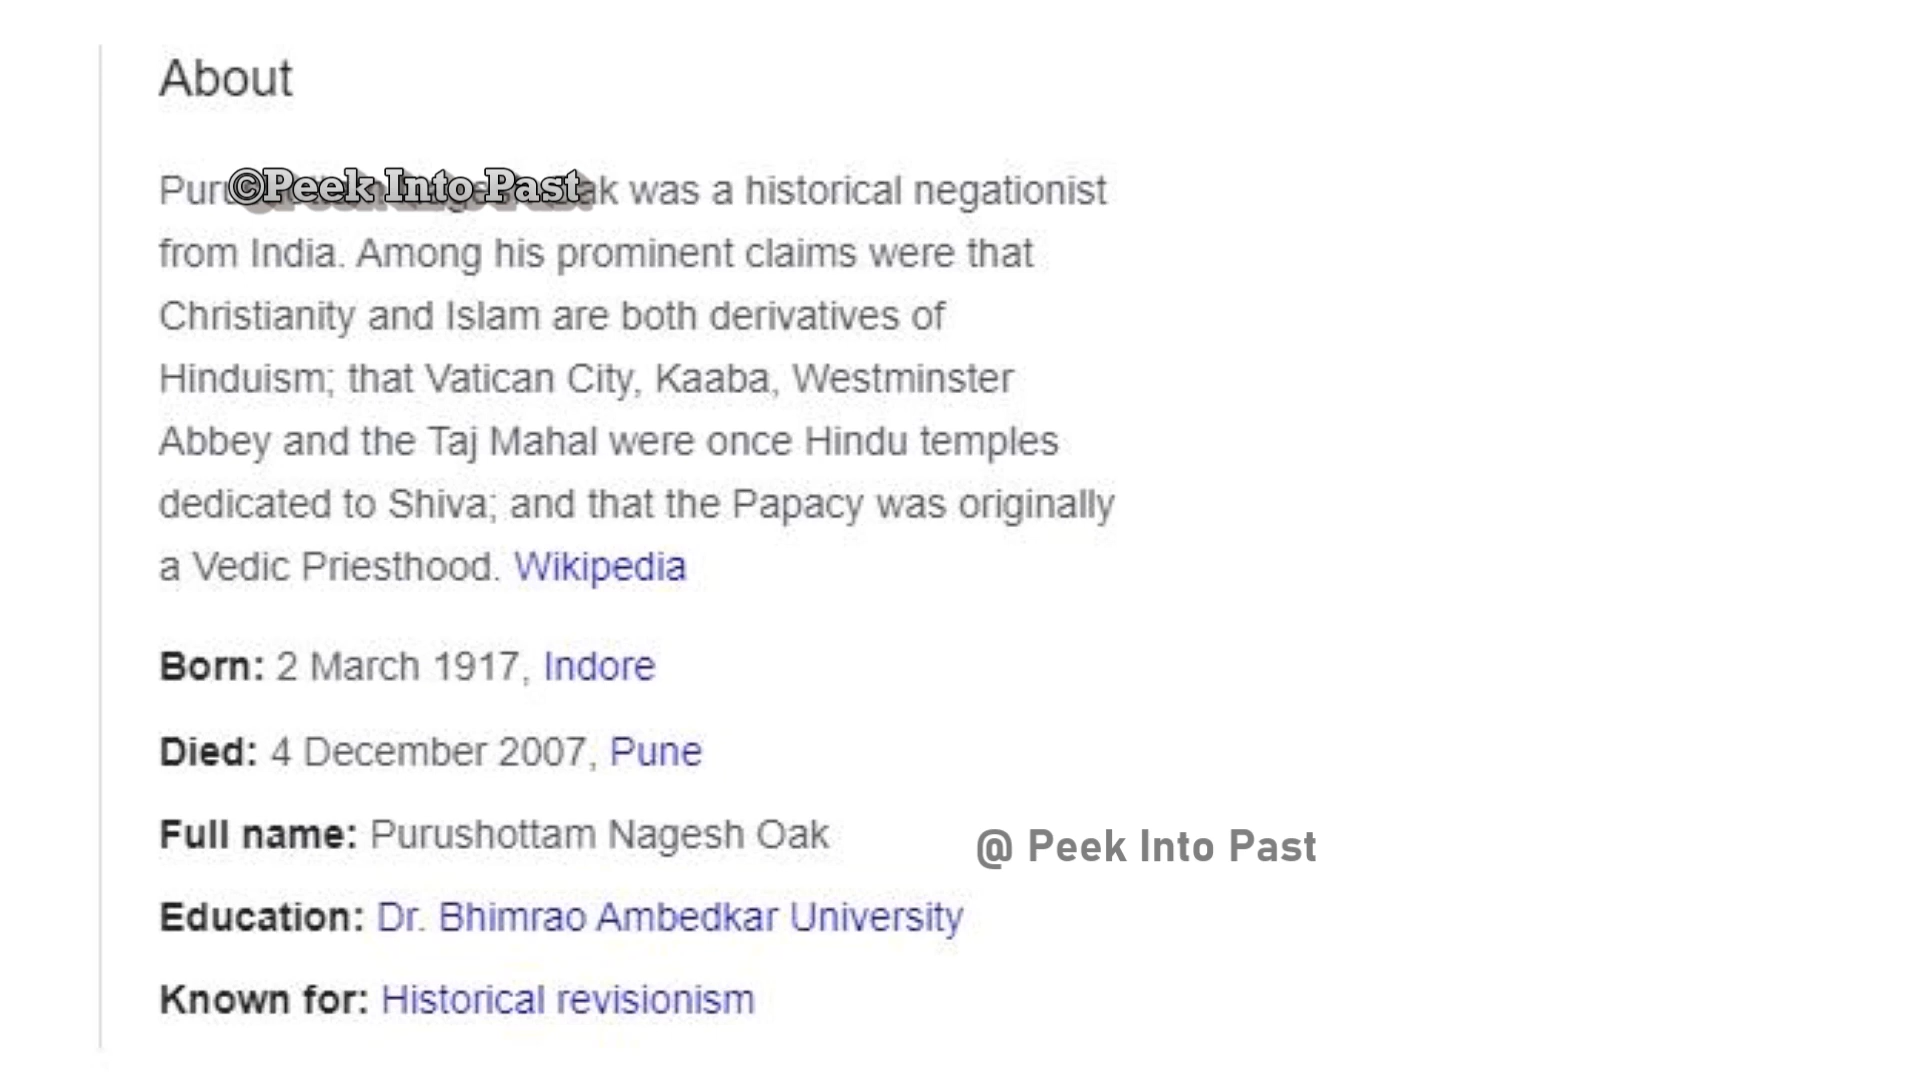 About
©Peek Into Past
was a historical negationist
from India. Among his prominent claims were that
Christianity and Islam are both derivatives of
Hinduism; that Vatican City, Kaaba, Westminster
Abbey and the Taj Mahal were once Hindu temples
dedicated to Shiva; and that the Papacy was originally
a Vedic Priesthood. Wikipedia
Born: 2 March 1917, Indore
Died: 4 December 2007, Pune
Full name: Purushottam Nagesh Oak
@ Peek Into Past
Education: Dr. Bhimrao Ambedkar University
Known for: Historical revisionism